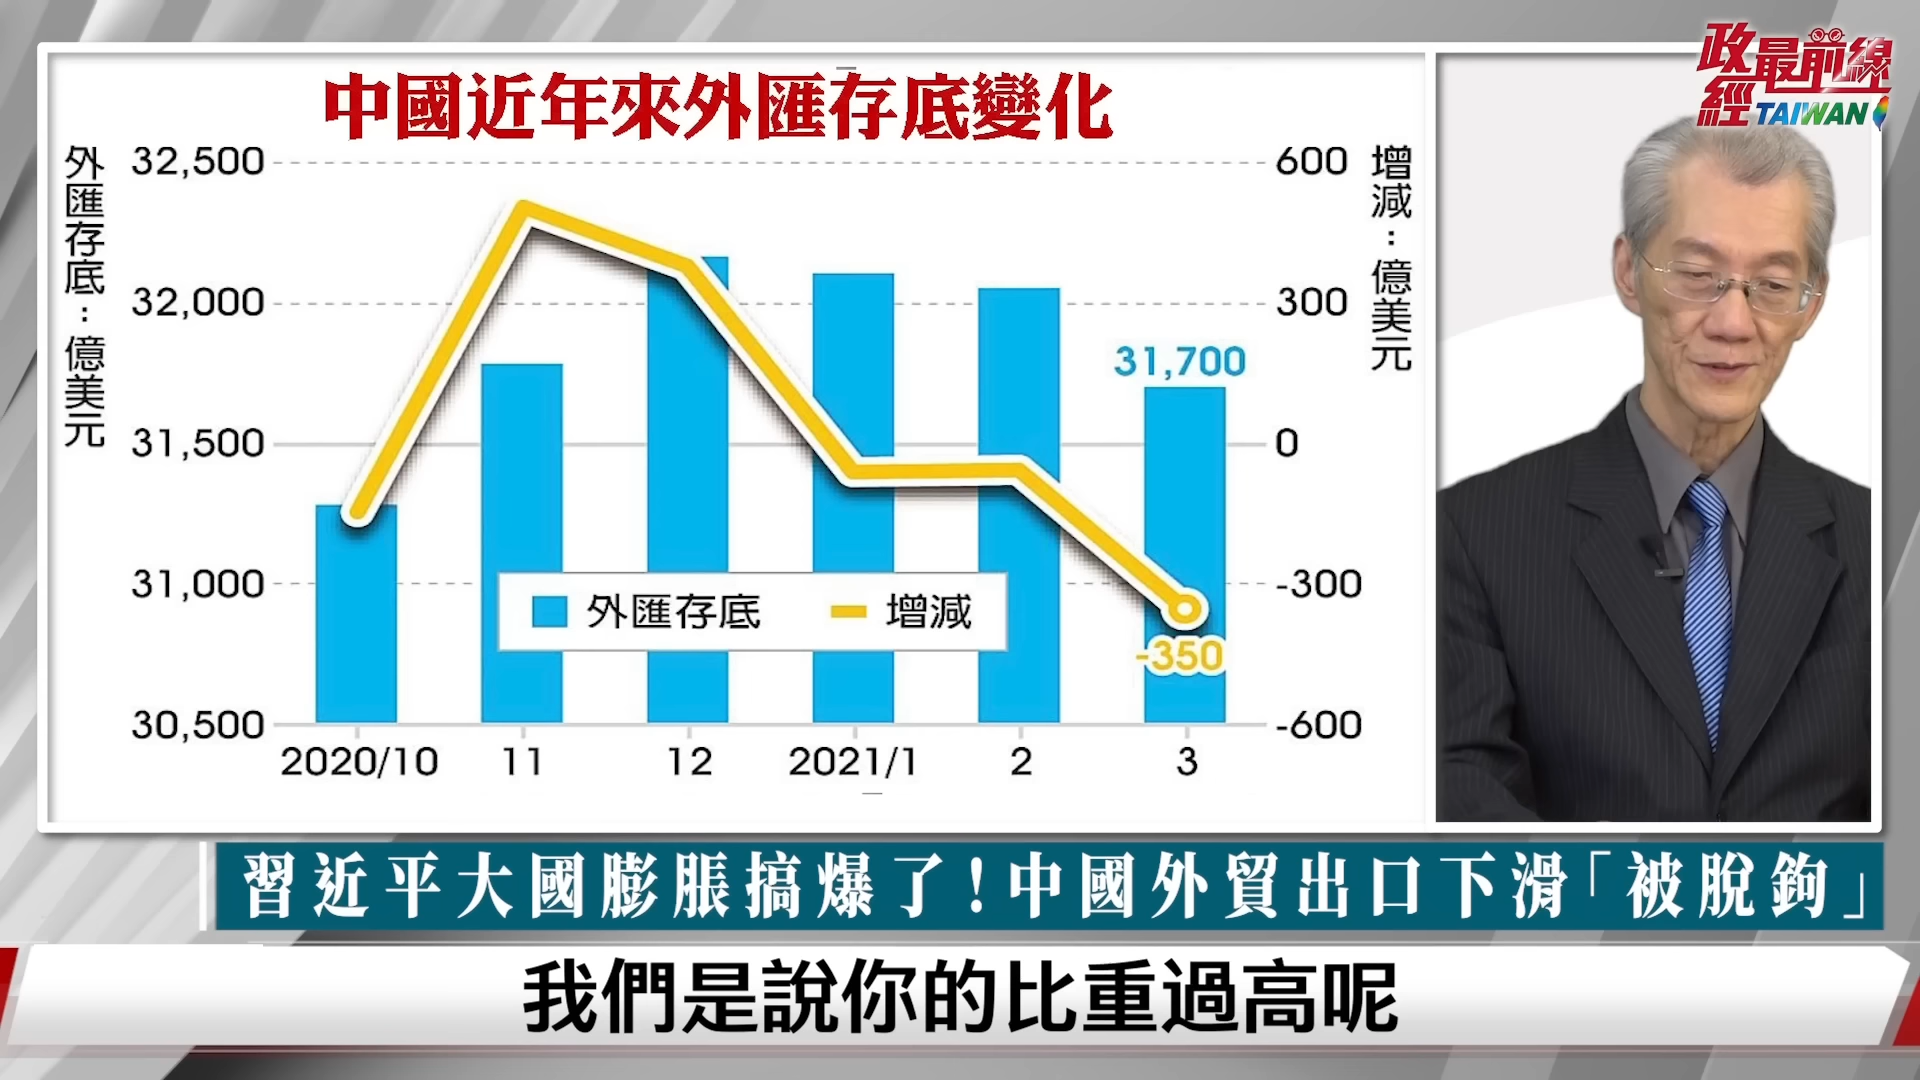 中國近年來外匯存底變化
政經最前線
TAIWAN
外匯存底：億美元
32,500
32,000
31,500
31,000
30,500
600
300
0
-300
-600
增減：億美元
31,700
-350
外匯存底
增減
2020/10 11 12 2021/1 2 3
習近平大國膨脹搞爆了！中國外貿出口下滑「被脫鉤」
我們是說你的比重過高呢